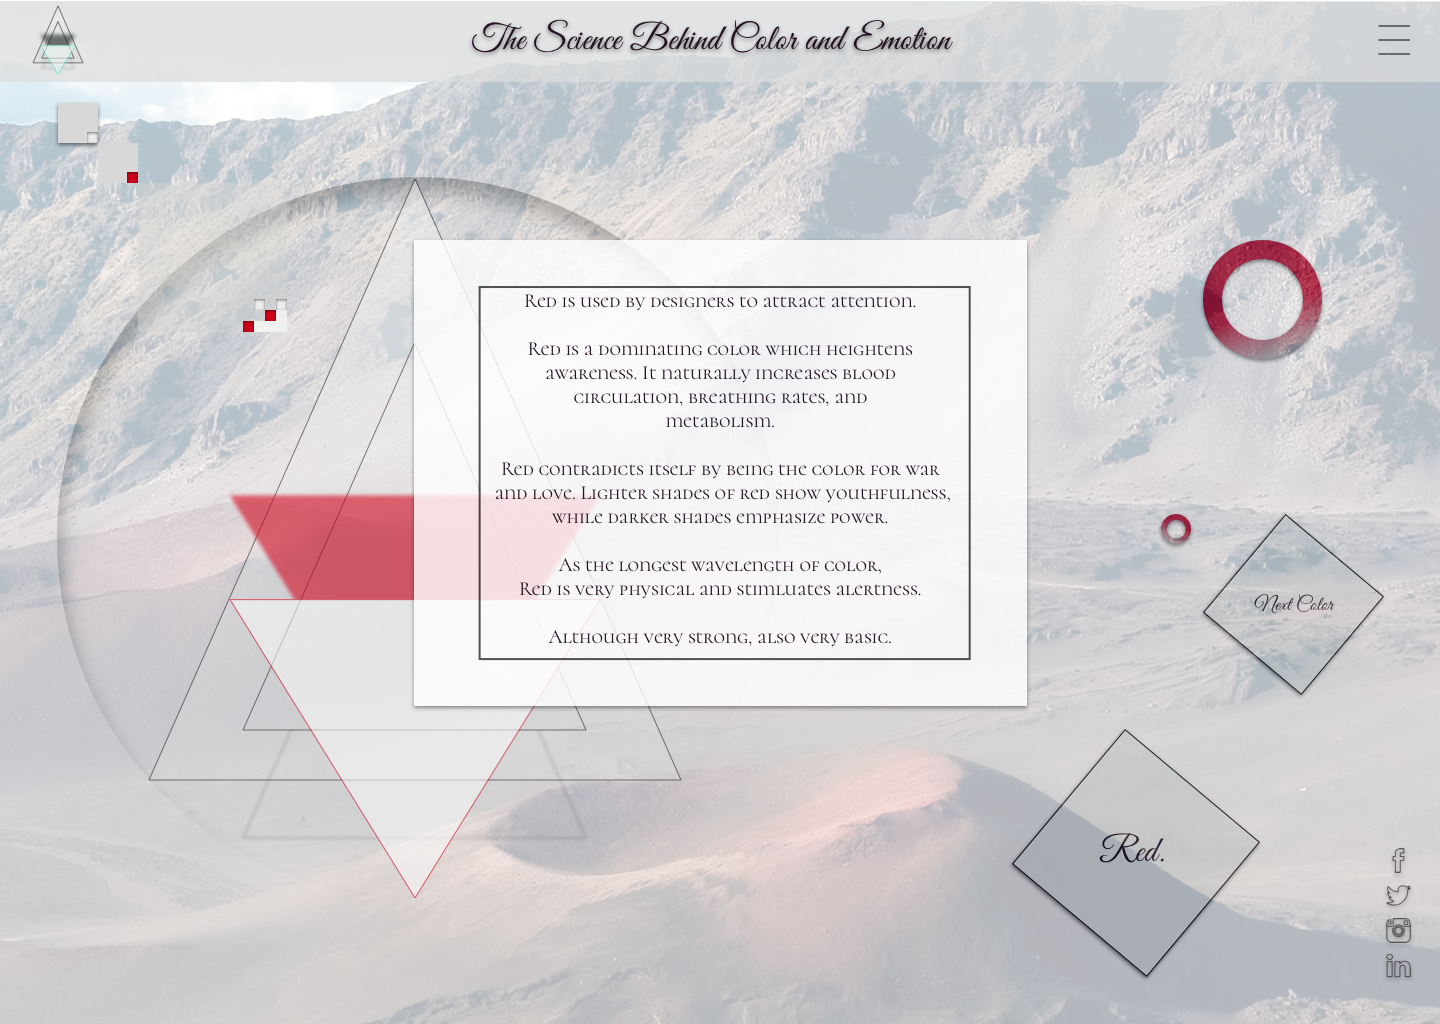 The Science Behind Color and Emotion
Red is used by designers to attract attention.
Red is a dominating color which heightens
awareness. It naturally increases blood
circulation, breathing rates, and
metabolism.
Red contradicts itself by being the color for war
and love. Lighter shades of red show youthfulness,
while darker shades emphasize power.
As the longest wavelength of color,
Red is very physical and stimluates alertness.
Although very strong, also very basic.
Next Color
Red.